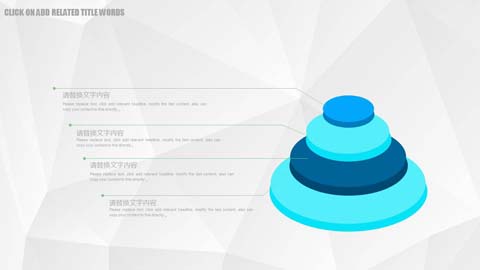 CLICK ON ADD RELATED TITLE WORDS
请替换文字内容
Please replace text, click add relevant headline, modify the text content, also can
copy your content to this directly...
请替换文字内容
Please replace text, click add relevant headline, modify the text content, also can
copy your content to this directly...
请替换文字内容
Please replace text, click add relevant headline, modify the text content, also can
copy your content to this directly...
请替换文字内容
Please replace text, click add relevant headline, modify the text content, also can
copy your content to this directly...